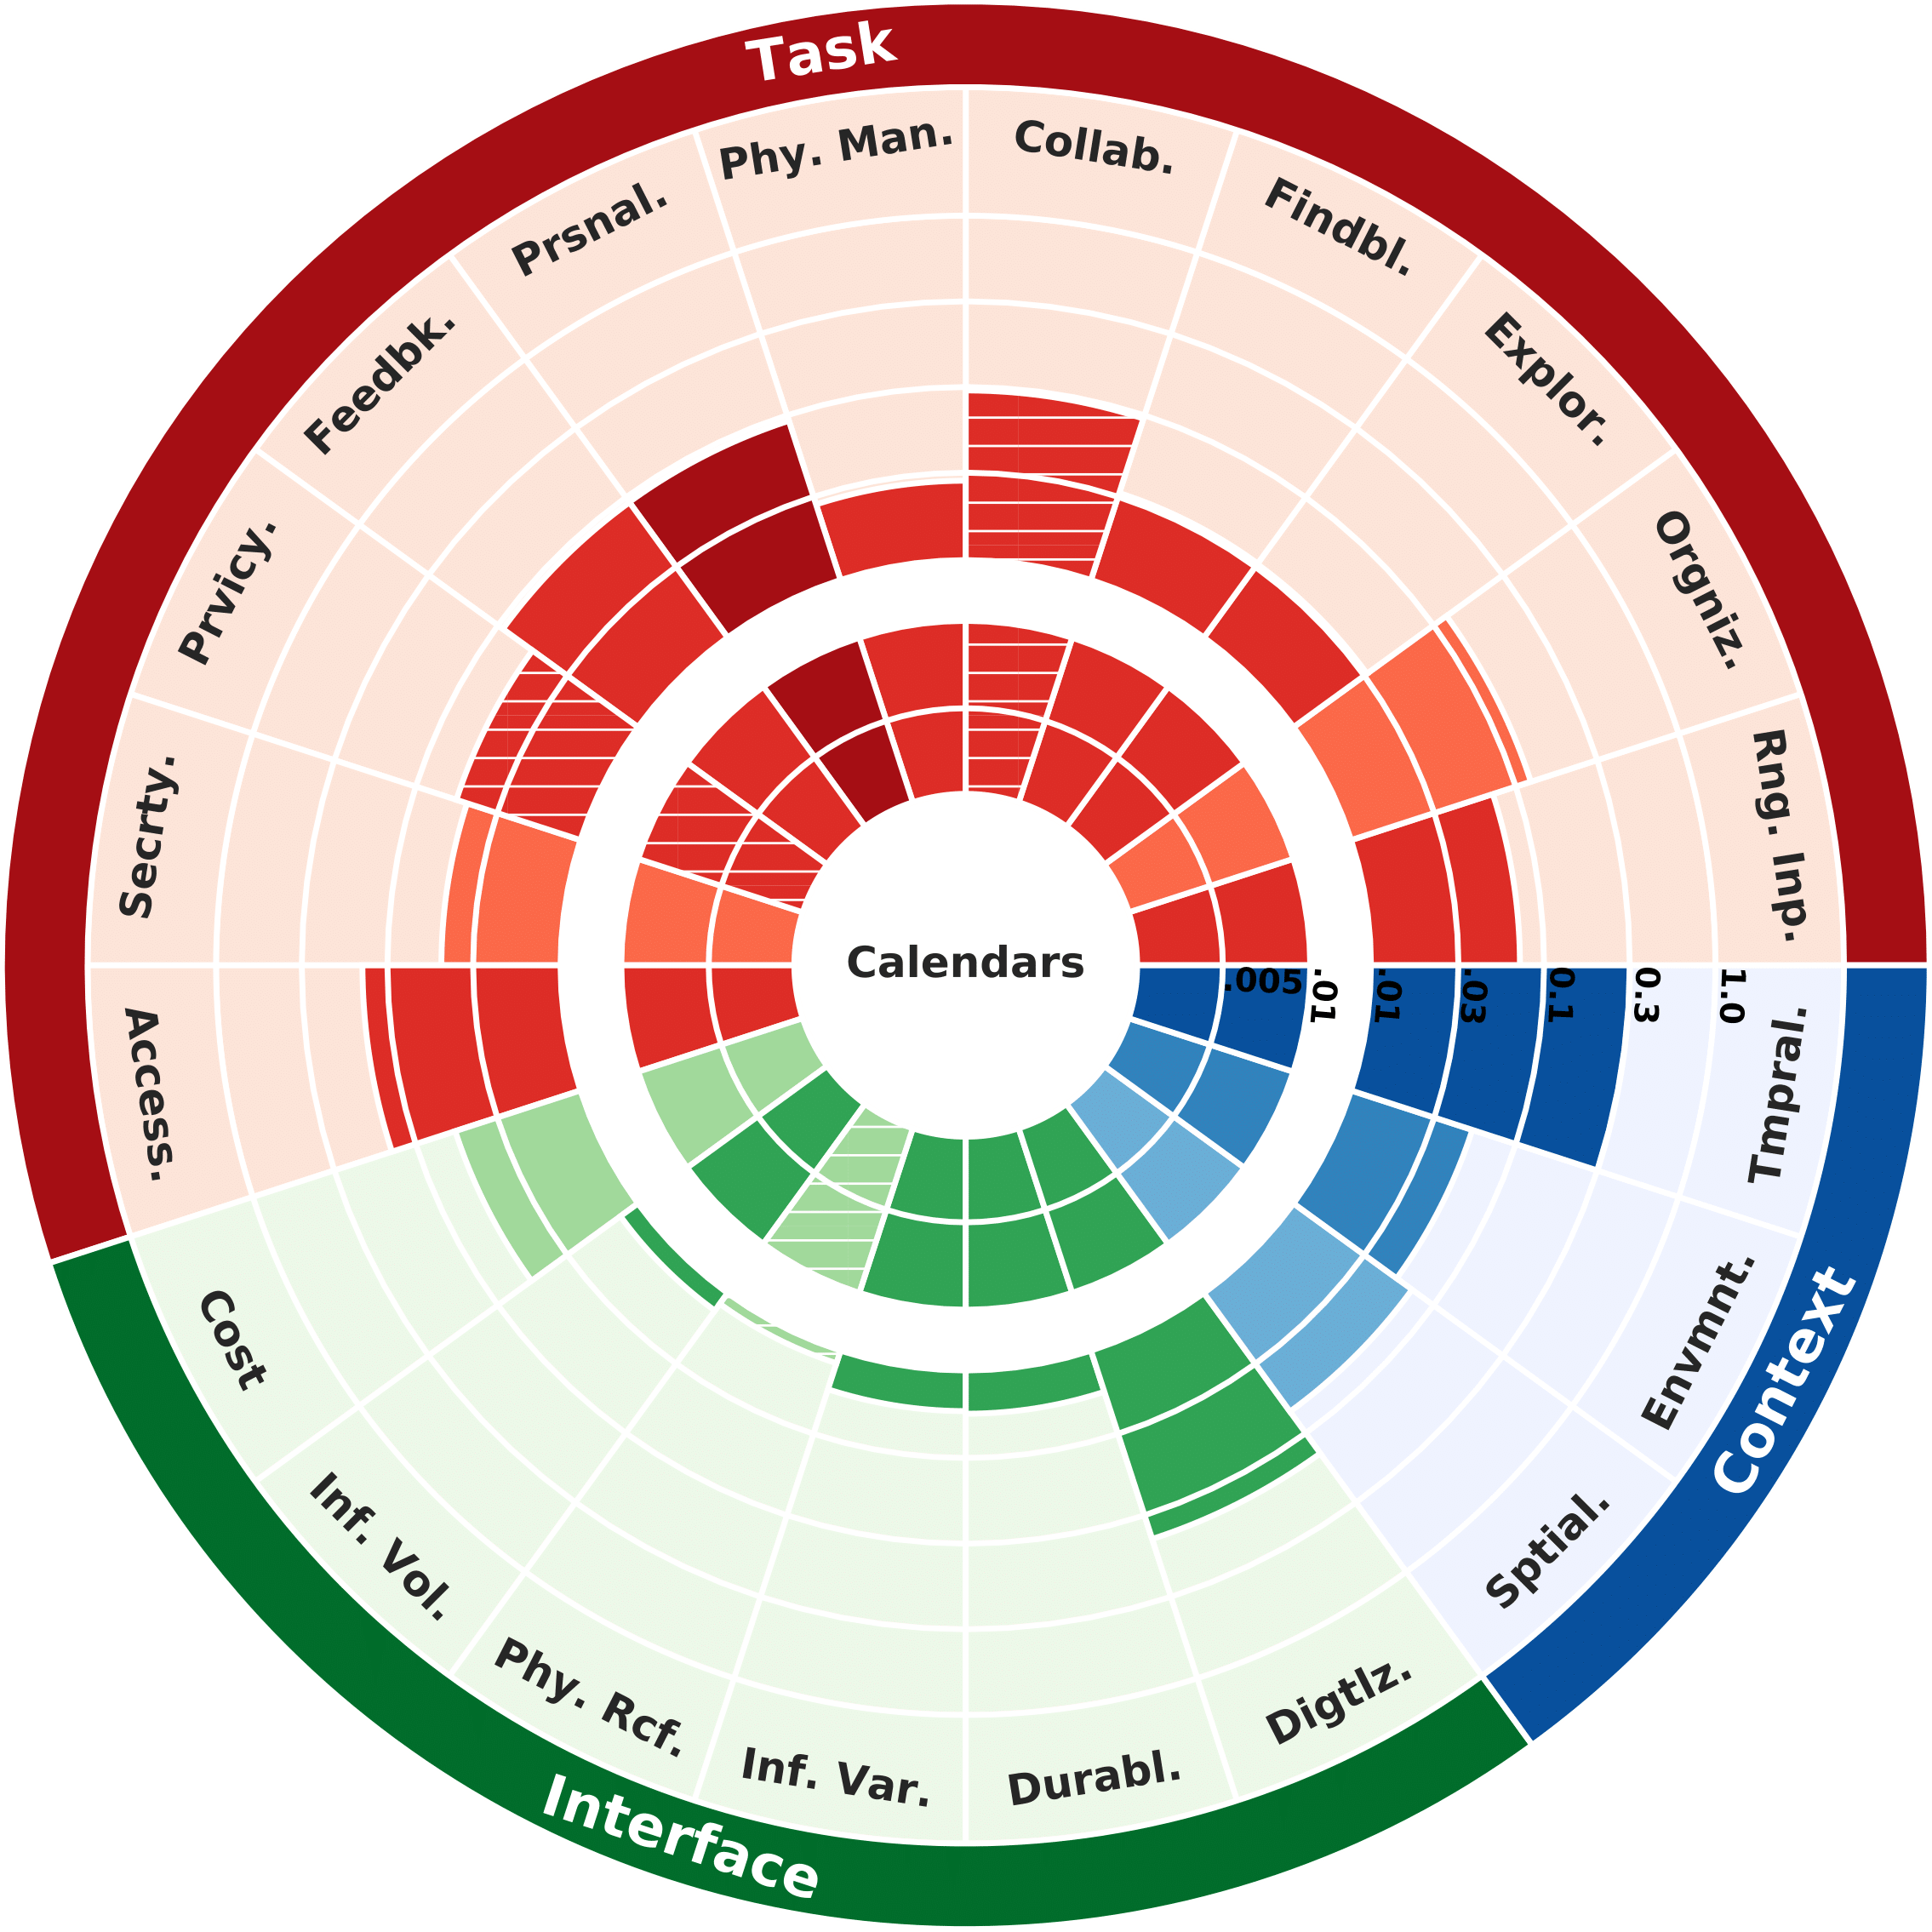 Task
Phy. Man.
Collab.
Prsnal.
Findbl.
Feedbk.
Explor.
Prvicy.
Orgniz.
Secrty.
Rng. Inp.
Calendars
.005
.01
.01
.03
0.1
0.3
1.0
Access.
Tmpral.
Cost
Envmnt.
Context
Inf. Vol.
Sptial.
Phy. Rcf.
Digtlz.
Inf. Var.
Durabl.
Interface